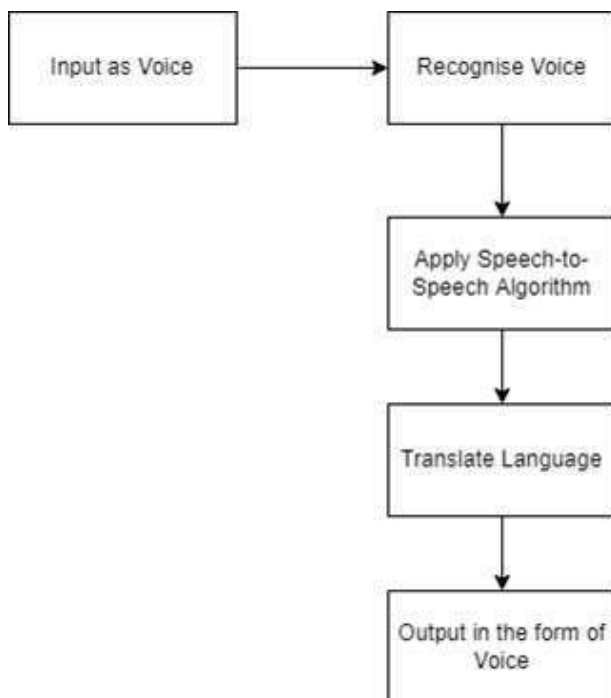 Input as Voice
Recognise Voice
Apply Speech-to-
Speech Algorithm
Translate Language
Output in the form of
Voice